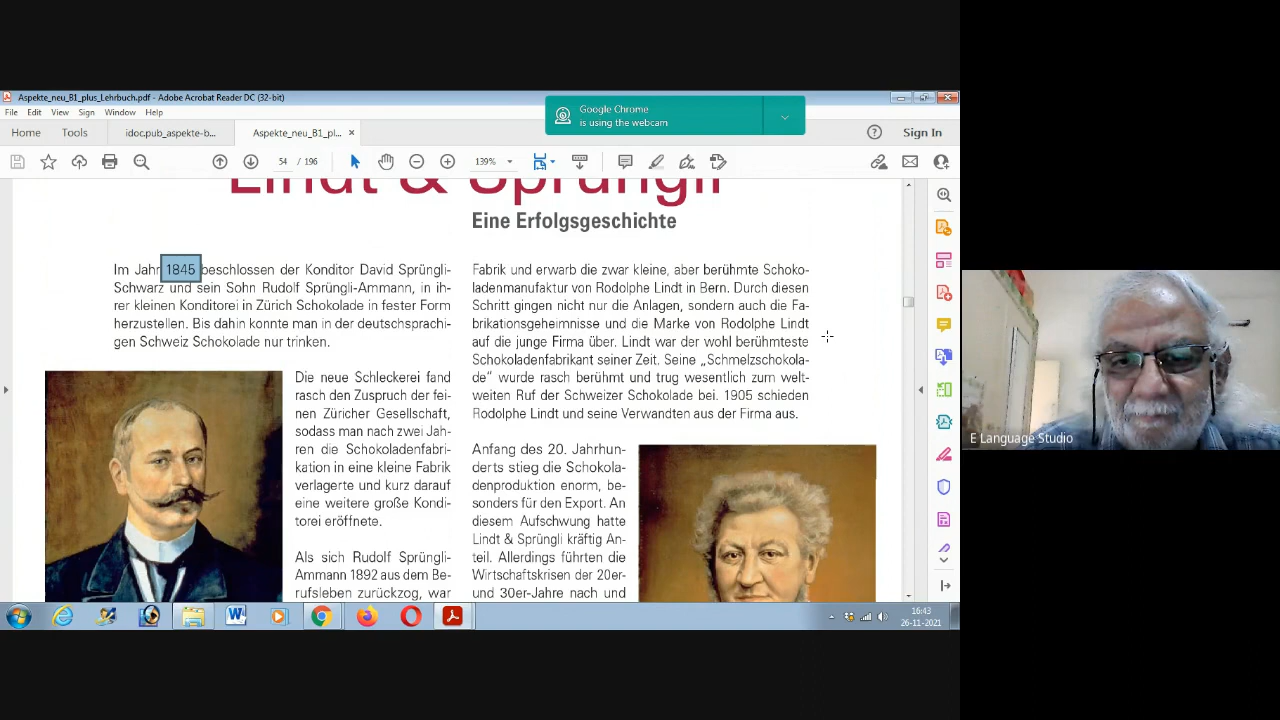 Aspekte_neu_B1_plus_Lehrbuch.pdf - Adobe Acrobat Reader DC (32-bit)
File Edit View Sign Window Help
Google Chrome
is using the webcam
Home Tools idoc.pub_aspekte-b... Aspekte_neu_B1_pl... × Sign In
54 / 196 139%
Lindt & Sprüngli
Eine Erfolgsgeschichte
Im Jahr 1845 beschlossen der Konditor David Sprüngli-
Schwarz und sein Sohn Rudolf Sprüngli-Ammann, in ih-
rer kleinen Konditorei in Zürich Schokolade in fester Form
herzustellen. Bis dahin konnte man in der deutschsprachi-
gen Schweiz Schokolade nur trinken.
Die neue Schleckerei fand
rasch den Zuspruch der fei-
nen Züricher Gesellschaft,
sodass man nach zwei Jah-
ren die Schokoladenfabri-
kation in eine kleine Fabrik
verlagerte und kurz darauf
eine weitere große Kondi-
torei eröffnete.
Als sich Rudolf Sprüngli-
Ammann 1892 aus dem Be-
rufsleben zurückzog, war
Fabrik und erwarb die zwar kleine, aber berühmte Schoko-
ladenmanufaktur von Rodolphe Lindt in Bern. Durch diesen
Schritt gingen nicht nur die Anlagen, sondern auch die Fa-
brikationsgeheimnisse und die Marke von Rodolphe Lindt
auf die junge Firma über. Lindt war der wohl berühmteste
Schokoladenfabrikant seiner Zeit. Seine „Schmelzschokola-
de“ wurde rasch berühmt und trug wesentlich zum welt-
weiten Ruf der Schweizer Schokolade bei. 1905 schieden
Rodolphe Lindt und seine Verwandten aus der Firma aus.
Anfang des 20. Jahrhun-
derts stieg die Schokola-
denproduktion enorm, be-
sonders für den Export. An
diesem Aufschwung hatte
Lindt & Sprüngli kräftig An-
teil. Allerdings führten die
Wirtschaftskrisen der 20er-
und 30er-Jahre nach und
E Language Studio
16:43
26-11-2021